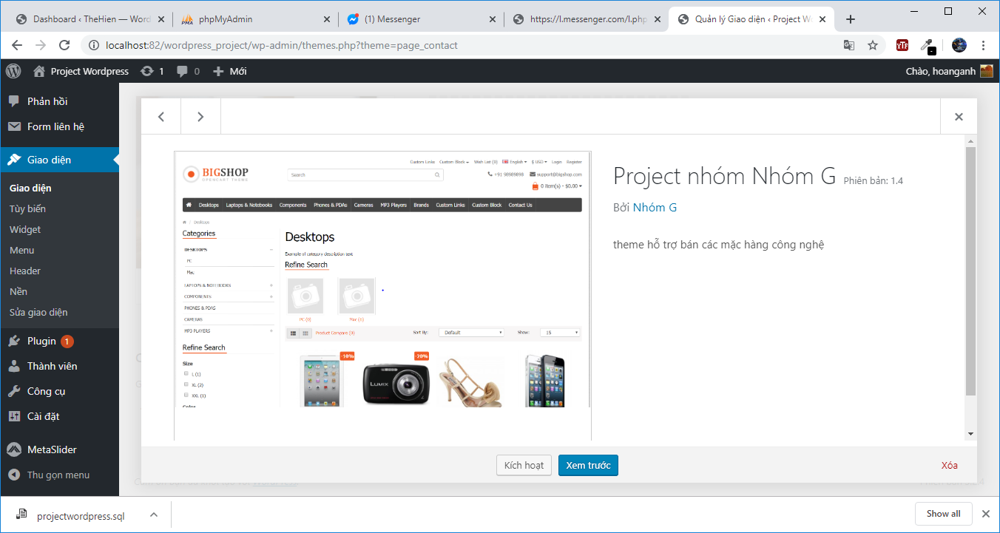 Dashboard ‹ TheHien — Word
phpMyAdmin
(1) Messenger
https://l.messenger.com/l.php
Quản lý Giao diện ‹ Project Wo
localhost:82/wordpress_project/wp-admin/themes.php?theme=page_contact
YTF
Project Wordpress
1
0
Mới
Chào, hoanganh
Phản hồi
Form liên hệ
Giao diện
Giao diện
Tùy biến
Widget
Menu
Header
Nền
Sửa giao diện
Plugin 1
Thành viên
Công cụ
Cài đặt
MetaSlider
Thu gọn menu
Custom Links Custom Block Wish List (0) English $ USD Login Register
BIGSHOP
OPENCART THEME
Search
+91 98989898 support@bigshop.com
0 item(s) - $0.00
Desktops Laptops & Notebooks Components Phones & PDAs Cameras MP3 Players Brands Custom Links Custom Block Contact Us
/ Desktops
Categories
DESKTOPS
PC
Mac
LAPTOPS & NOTEBOOKS
COMPONENTS
PHONES & PDAS
CAMERAS
MP3 PLAYERS
Refine Search
Size
L (1)
XL (2)
XXL (1)
Color
Desktops
Example of category description text
Refine Search
PC (0)
Mac (1)
Product Compare (0)
Sort By: Default
Show: 15
-10%
-20%
LUMIX
Project nhóm Nhóm G Phiên bản: 1.4
Bởi Nhóm G
theme hỗ trợ bán các mặc hàng công nghệ
Kích hoạt
Xem trước
Xóa
projectwordpress.sql
Show all